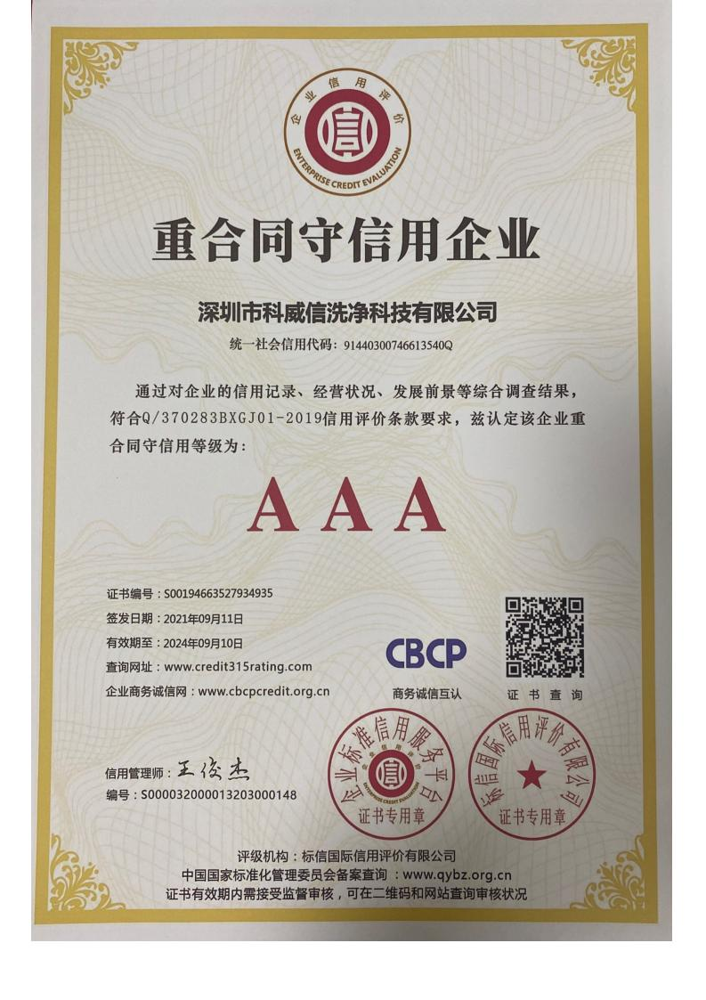 企业信用评价
信
ENTERPRISE CREDIT EVALUATION
重合同守信用企业
深圳市科威信洗净科技有限公司
统一社会信用代码：91440300746613540Q
通过对企业的信用记录、经营状况、发展前景等综合调查结果，
符合Q/370283BXGJ01-2019信用评价条款要求，兹认定该企业重
合同守信用等级为：
AAA
证书编号：S00194663527934935
签发日期：2021年09月11日
有效期至：2024年09月10日
查询网址：www.credit315rating.com
企业商务诚信网：www.cbcpcredit.org.cn
CBCP
商务诚信互认
证书查询
信用管理师：王俊杰
编号：S000032000013203000148
企业标准信用服务平台
企业信用评价
信
ENTERPRISE CREDIT EVALUATION
证书专用章
标信国际信用评价有限公司
证书专用章
评级机构：标信国际信用评价有限公司
中国国家标准化管理委员会备案查询：www.qybz.org.cn
证书有效期内需接受监督审核，可在二维码和网站查询审核状况